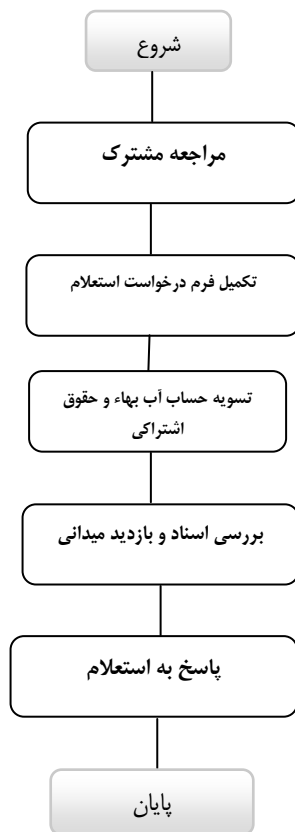 شروع
مراجعه مشترک
تکمیل فرم درخواست استعلام
تسویه حساب آب بهاء و حقوق
اشتراکی
بررسی اسناد و بازدید میدانی
پاسخ به استعلام
پایان